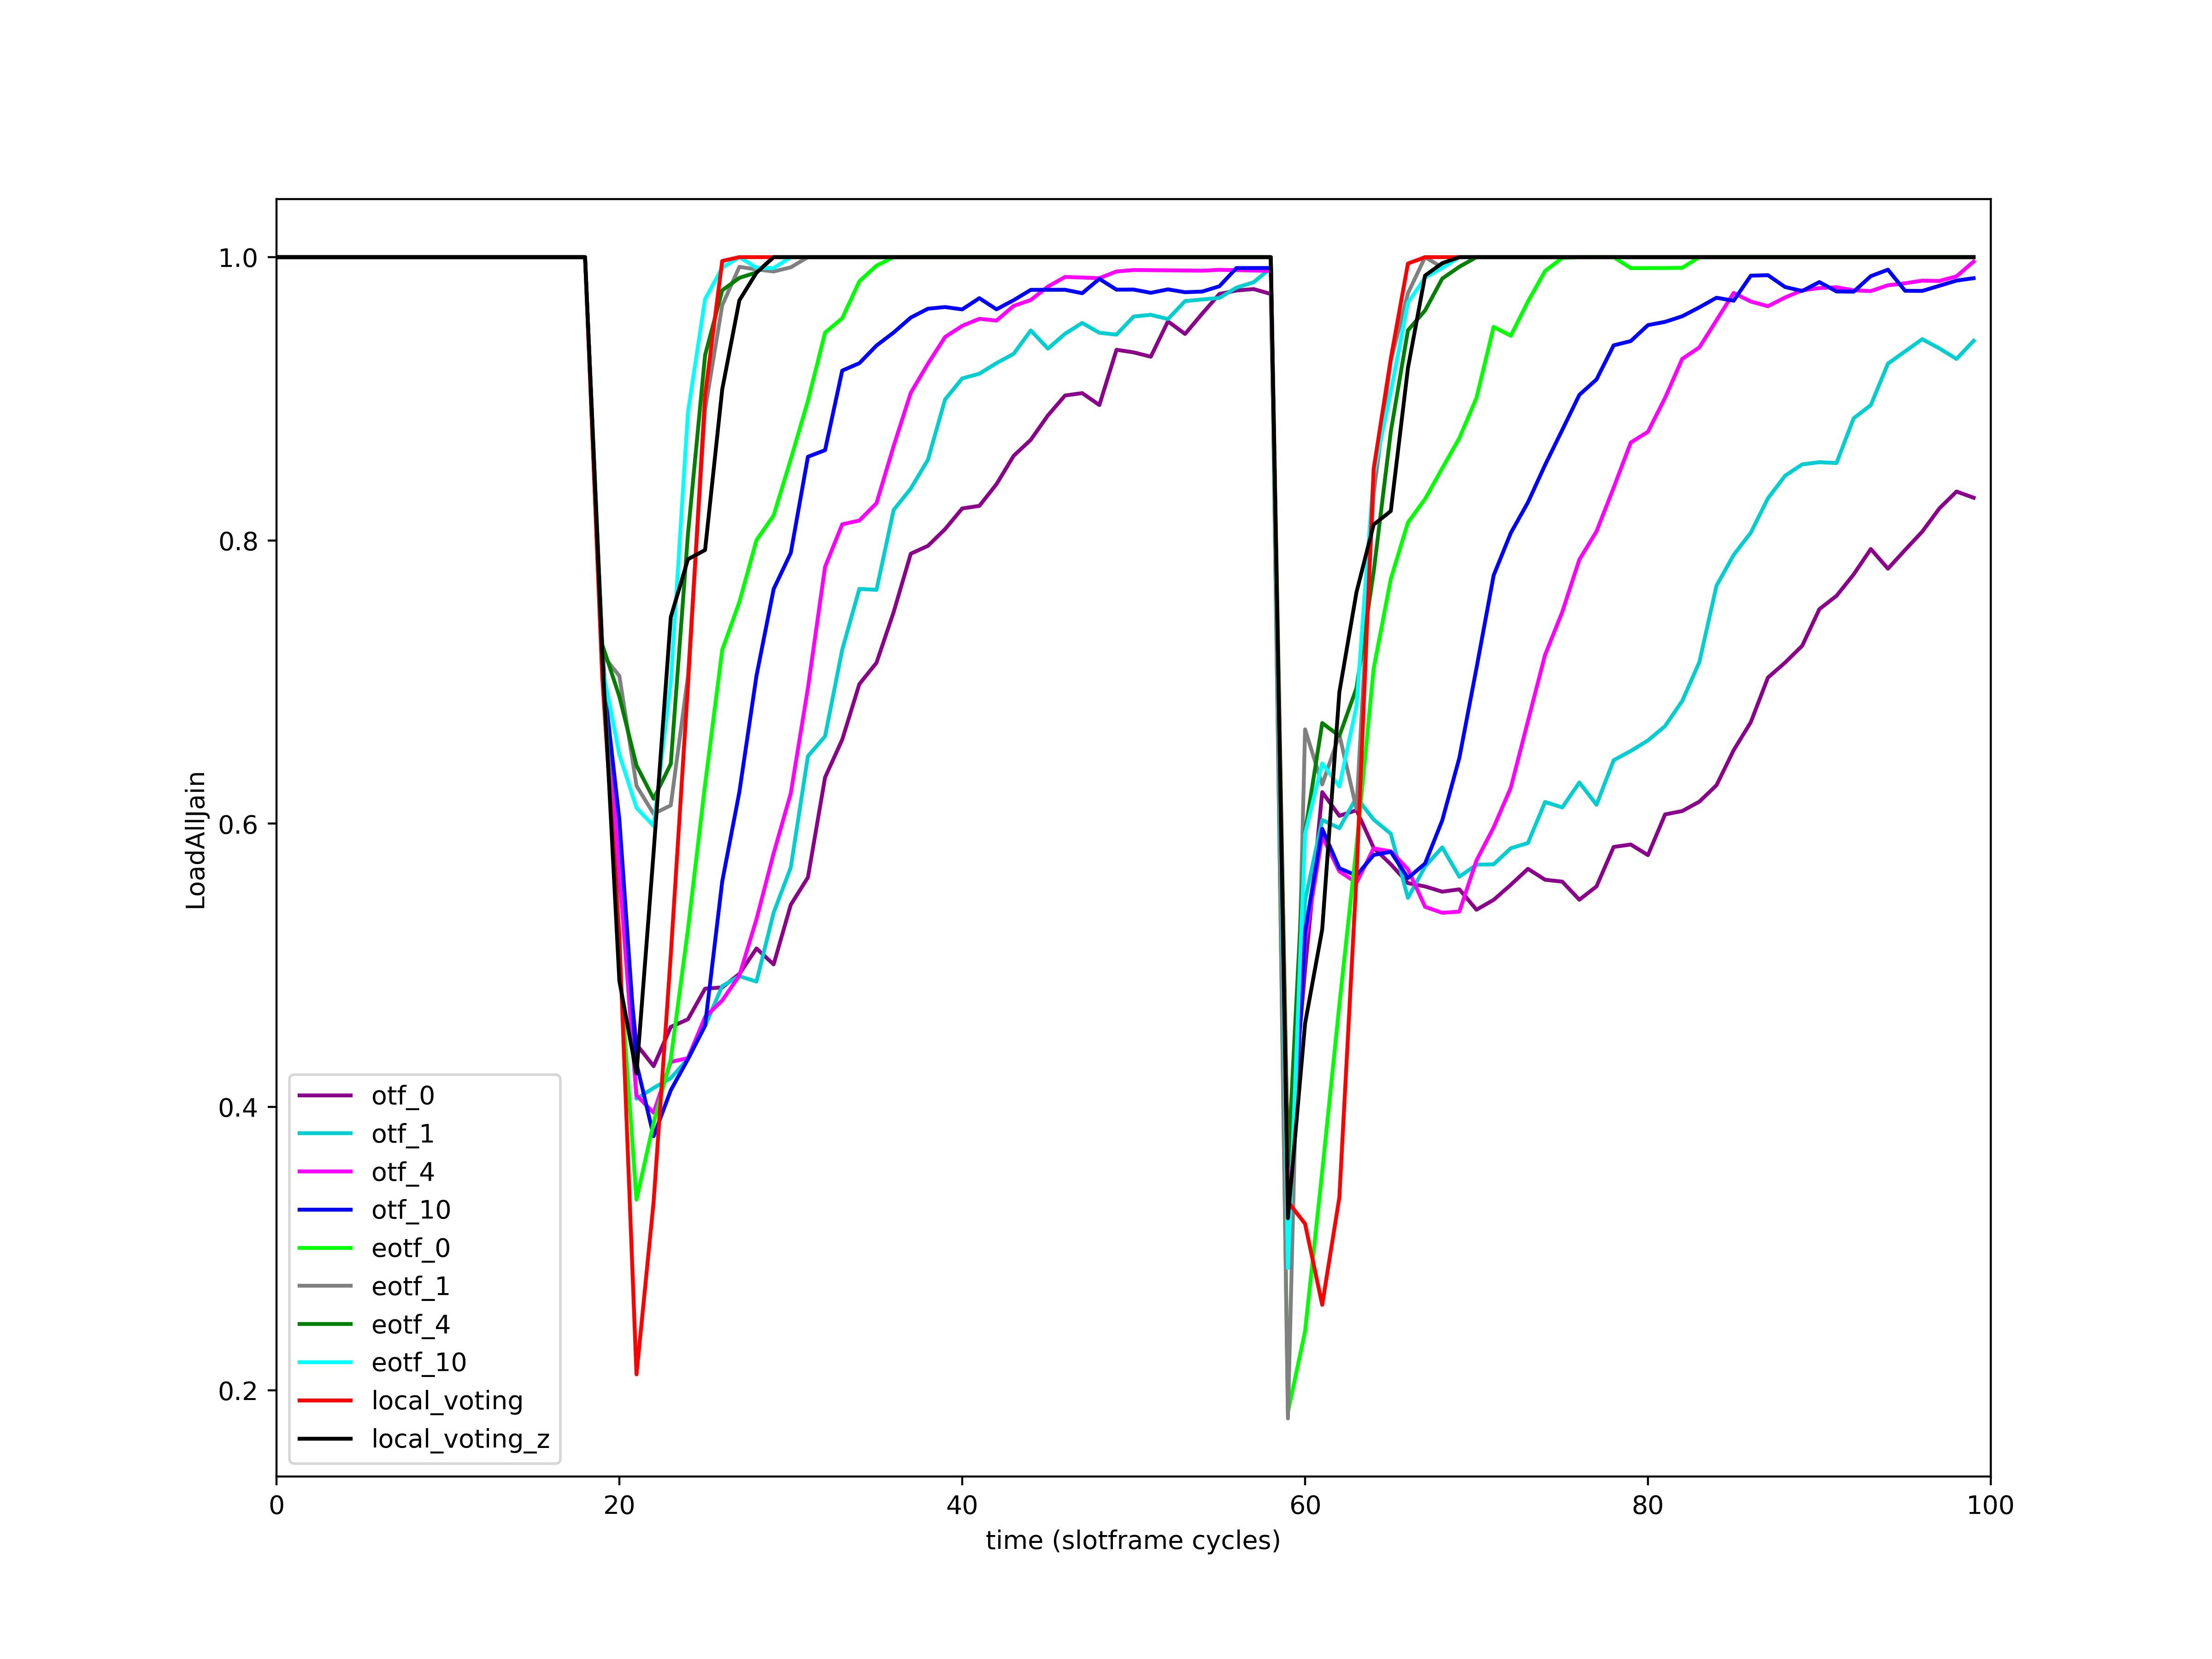 1.0
0.8
0.6
0.4
0.2
LoadAllJain
otf_0
otf_1
otf_4
otf_10
eotf_0
eotf_1
eotf_4
eotf_10
local_voting
local_voting_z
0 20 40 60 80 100
time (slotframe cycles)